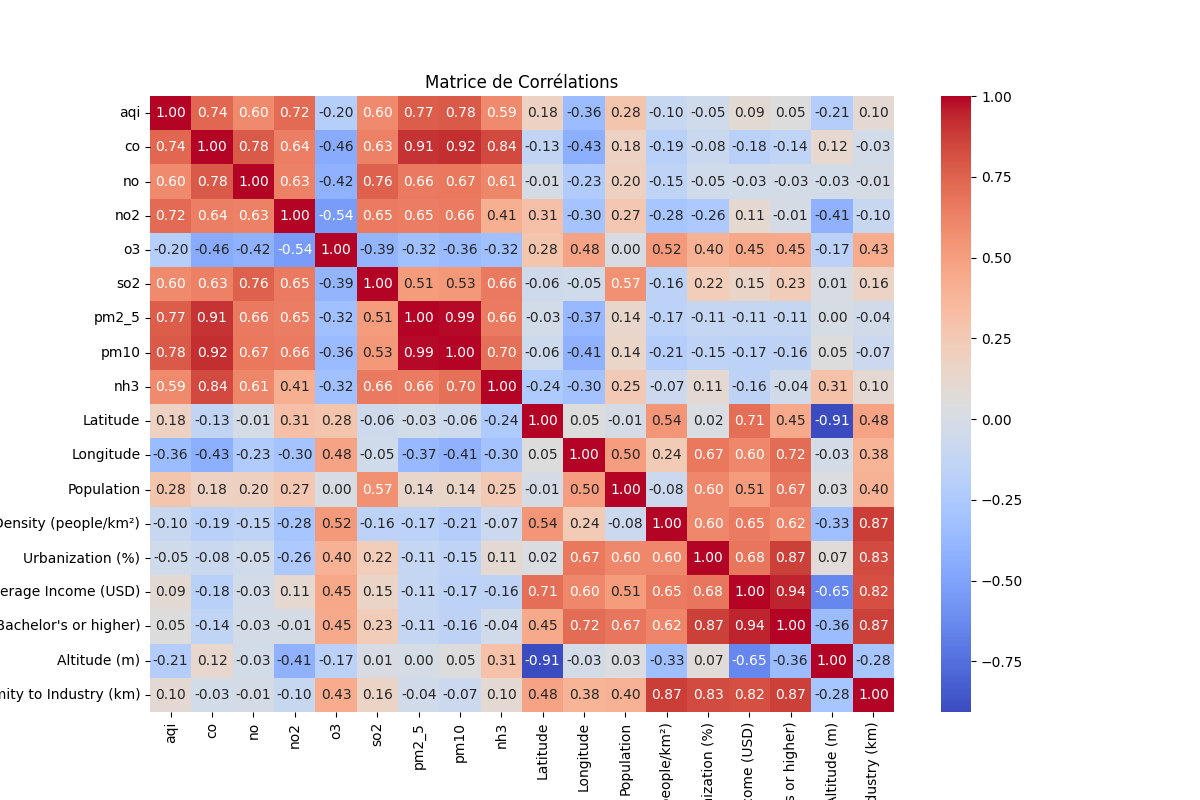 Matrice de Corrélations
aqi 1.00 0.74 0.60 0.72 -0.20 0.60 0.77 0.78 0.59 0.18 -0.36 0.28 -0.10 -0.05 0.09 0.05 -0.21 0.10
co 0.74 1.00 0.78 0.64 -0.46 0.63 0.91 0.92 0.84 -0.13 -0.43 0.18 -0.19 -0.08 -0.18 -0.14 0.12 -0.03
no 0.60 0.78 1.00 0.63 -0.42 0.76 0.66 0.67 0.61 -0.01 -0.23 0.20 -0.15 -0.05 -0.03 -0.03 -0.03 -0.01
no2 0.72 0.64 0.63 1.00 -0.54 0.65 0.65 0.66 0.41 0.31 -0.30 0.27 -0.28 -0.26 0.11 -0.01 -0.41 -0.10
o3 -0.20 -0.46 -0.42 -0.54 1.00 -0.39 -0.32 -0.36 -0.32 0.28 0.48 0.00 0.52 0.40 0.45 0.45 -0.17 0.43
so2 0.60 0.63 0.76 0.65 -0.39 1.00 0.51 0.53 0.66 -0.06 -0.05 0.57 -0.16 0.22 0.15 0.23 0.01 0.16
pm2_5 0.77 0.91 0.66 0.65 -0.32 0.51 1.00 0.99 0.66 -0.03 -0.37 0.14 -0.17 -0.11 -0.11 -0.11 0.00 -0.04
pm10 0.78 0.92 0.67 0.66 -0.36 0.53 0.99 1.00 0.70 -0.06 -0.41 0.14 -0.21 -0.15 -0.17 -0.16 0.05 -0.07
nh3 0.59 0.84 0.61 0.41 -0.32 0.66 0.66 0.70 1.00 -0.24 -0.30 0.25 -0.07 0.11 -0.16 -0.04 0.31 0.10
Latitude 0.18 -0.13 -0.01 0.31 0.28 -0.06 -0.03 -0.06 -0.24 1.00 0.05 -0.01 0.54 0.02 0.71 0.45 -0.91 0.48
Longitude -0.36 -0.43 -0.23 -0.30 0.48 -0.05 -0.37 -0.41 -0.30 0.05 1.00 0.50 0.24 0.67 0.60 0.72 -0.03 0.38
Population 0.28 0.18 0.20 0.27 0.00 0.57 0.14 0.14 0.25 -0.01 0.50 1.00 -0.08 0.60 0.51 0.67 0.03 0.40
Density (people/km²) -0.10 -0.19 -0.15 -0.28 0.52 -0.16 -0.17 -0.21 -0.07 0.54 0.24 -0.08 1.00 0.60 0.65 0.62 -0.33 0.87
Urbanization (%) -0.05 -0.08 -0.05 -0.26 0.40 0.22 -0.11 -0.15 0.11 0.02 0.67 0.60 0.60 1.00 0.68 0.87 0.07 0.83
erage Income (USD) 0.09 -0.18 -0.03 0.11 0.45 0.15 -0.11 -0.17 -0.16 0.71 0.60 0.51 0.65 0.68 1.00 0.94 -0.65 0.82
Bachelor's or higher) 0.05 -0.14 -0.03 -0.01 0.45 0.23 -0.11 -0.16 -0.04 0.45 0.72 0.67 0.62 0.87 0.94 1.00 -0.36 0.87
Altitude (m) -0.21 0.12 -0.03 -0.41 -0.17 0.01 0.00 0.05 0.31 -0.91 -0.03 0.03 -0.33 0.07 -0.65 -0.36 1.00 -0.28
mity to Industry (km) 0.10 -0.03 -0.01 -0.10 0.43 0.16 -0.04 -0.07 0.10 0.48 0.38 0.40 0.87 0.83 0.82 0.87 -0.28 1.00
aqi
co
no
no2
o3
so2
pm2_5
pm10
nh3
Latitude
Longitude
Population
people/km²)
nization (%)
ome (USD)
s or higher)
Altitude (m)
dustry (km)
1.00
0.75
0.50
0.25
0.00
−0.25
−0.50
−0.75